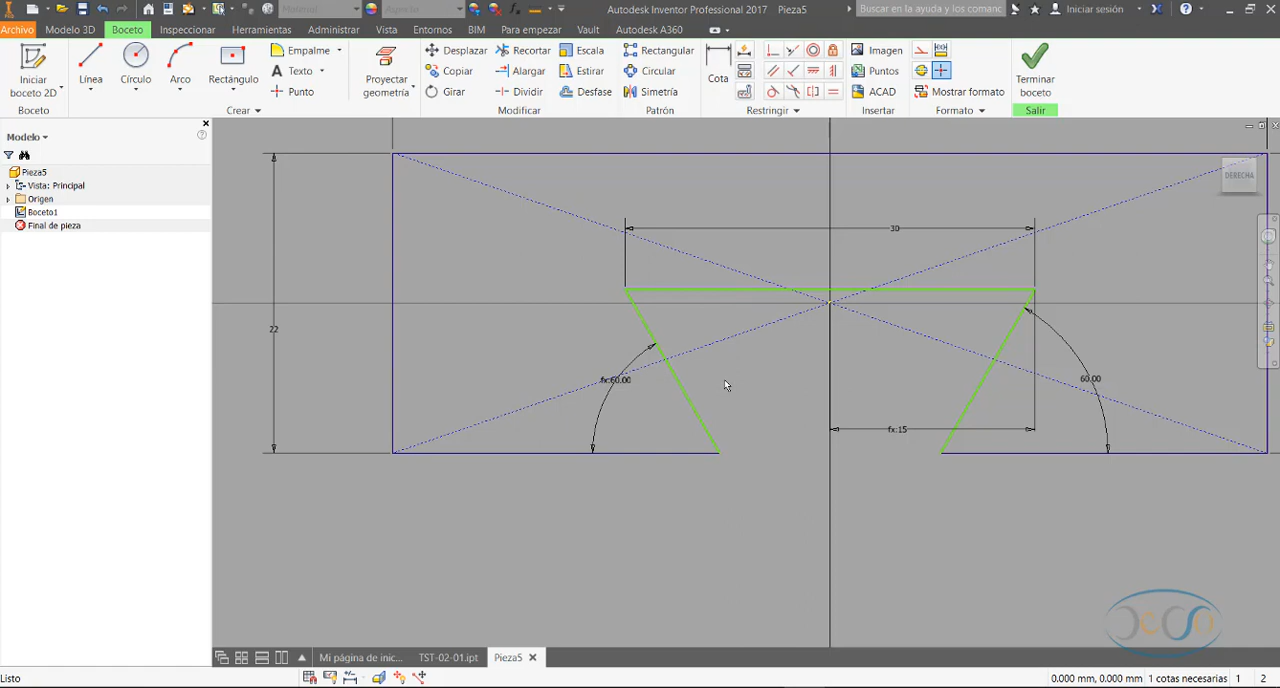 Material
Aspecto
Autodesk Inventor Professional 2017 Pieza5
Buscar en la ayuda y los comanc
Iniciar sesión
Archivo Modelo 3D Boceto Inspeccionar Herramientas Administrar Vista Entornos BIM Para empezar Vault Autodesk A360
Iniciar boceto 2D
Línea
Círculo
Arco
Rectángulo
Empalme
Texto
Punto
Proyectar geometría
Desplazar
Copiar
Girar
Recortar
Alargar
Dividir
Escala
Estirar
Desfase
Rectangular
Circular
Simetría
Cota
Imagen
Puntos
ACAD
Mostrar formato
Terminar boceto
Boceto Crear Modificar Patrón Restringir Insertar Formato Salir
Modelo
Pieza5
Vista: Principal
Origen
Boceto1
Final de pieza
DERECHA
30
22
fx:60.00
60.00
fx:15
Mi página de inic... TST-02-01.ipt Pieza5
Listo
0.000 mm, 0.000 mm 1 cotas necesarias 1 2